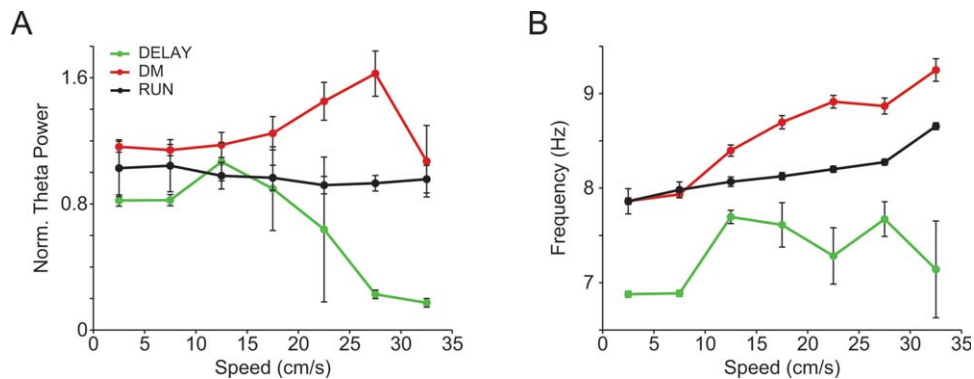 A
DELAY
DM
RUN
Norm. Theta Power
1.6
0.8
0
0 5 10 15 20 25 30 35
Speed (cm/s)
B
Frequency (Hz)
9
8
7
0 5 10 15 20 25 30 35
Speed (cm/s)